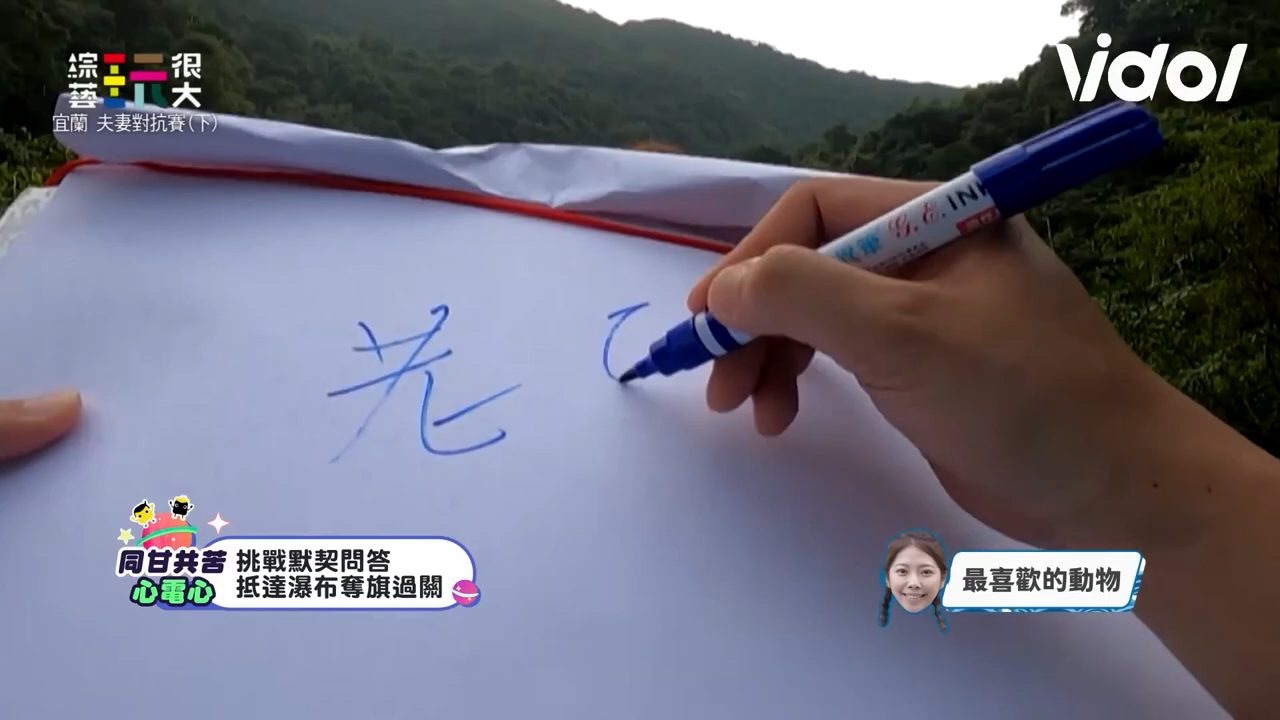 綜藝玩很大
Vidol
宜蘭 夫妻對抗賽(下)
G.E. INK
老
同甘共苦
心電心
挑戰默契問答
抵達瀑布奪旗過關
最喜歡的動物